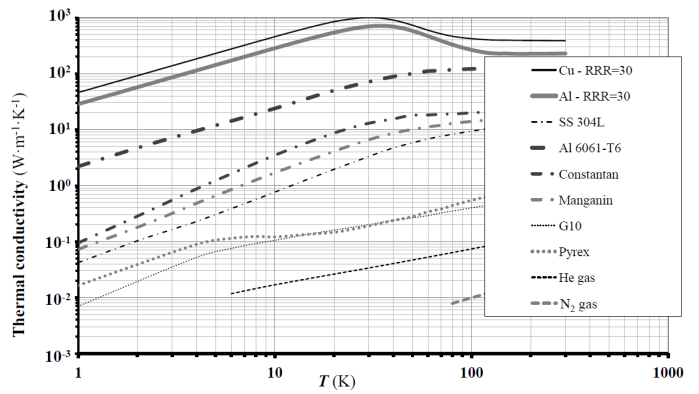 10³
10²
10¹
10⁰
10⁻¹
10⁻²
10⁻³
Thermal conductivity (W·m⁻¹·K⁻¹)
1
10
100
1000
T (K)
Cu - RRR=30
Al - RRR=30
SS 304L
Al 6061-T6
Constantan
Manganin
G10
Pyrex
He gas
N₂ gas